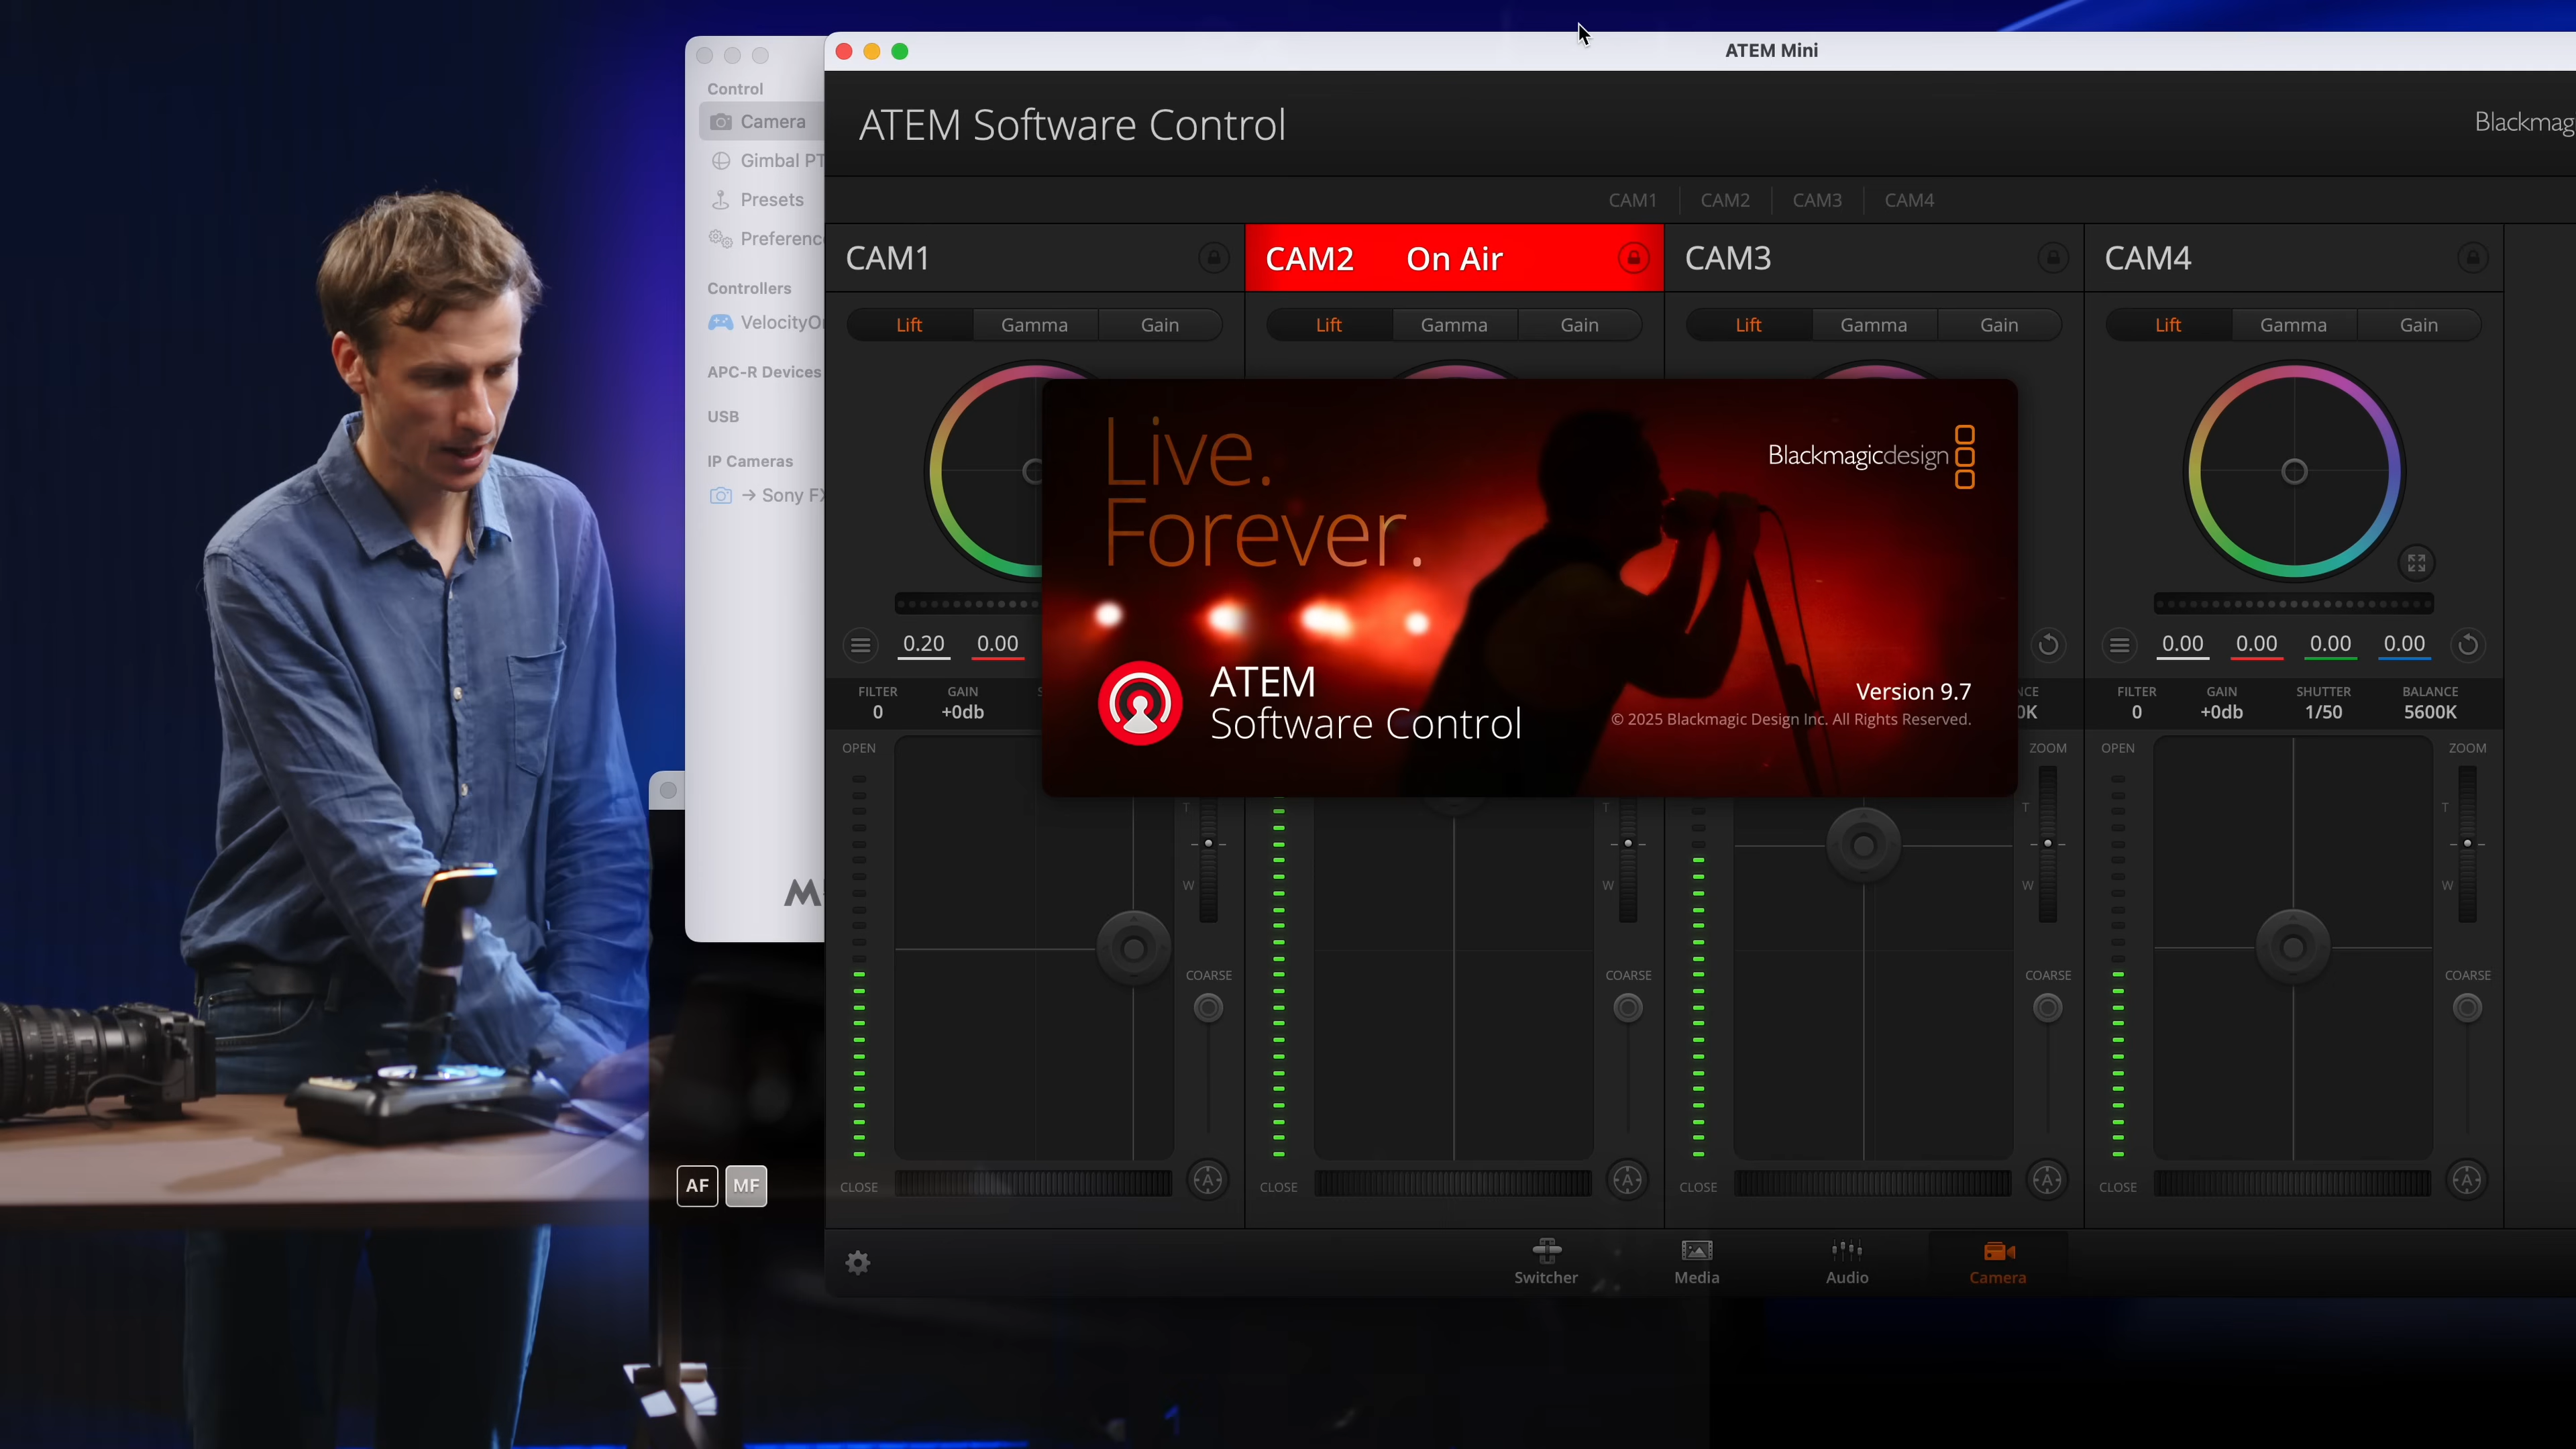 ATEM Mini
Control
Camera
Gimbal PT
Presets
Preferenc
Controllers
VelocityO
APC-R Devices
USB
IP Cameras
→ Sony FX
M
AF MF
ATEM Software Control
Blackmag
CAM1 CAM2 CAM3 CAM4
CAM1
CAM2 On Air
CAM3
CAM4
Lift Gamma Gain
Lift Gamma Gain
Lift Gamma Gain
Lift Gamma Gain
Live.
Forever.
Blackmagicdesign
ATEM
Software Control
Version 9.7
© 2025 Blackmagic Design Inc. All Rights Reserved.
0.20 0.00
0.00 0.00 0.00 0.00
FILTER GAIN S
0 +0db
NCE
0K
FILTER GAIN SHUTTER BALANCE
0 +0db 1/50 5600K
OPEN
ZOOM
OPEN
ZOOM
T T T T
W W W W
COARSE COARSE COARSE COARSE
CLOSE A CLOSE A CLOSE A CLOSE A
Switcher Media Audio Camera